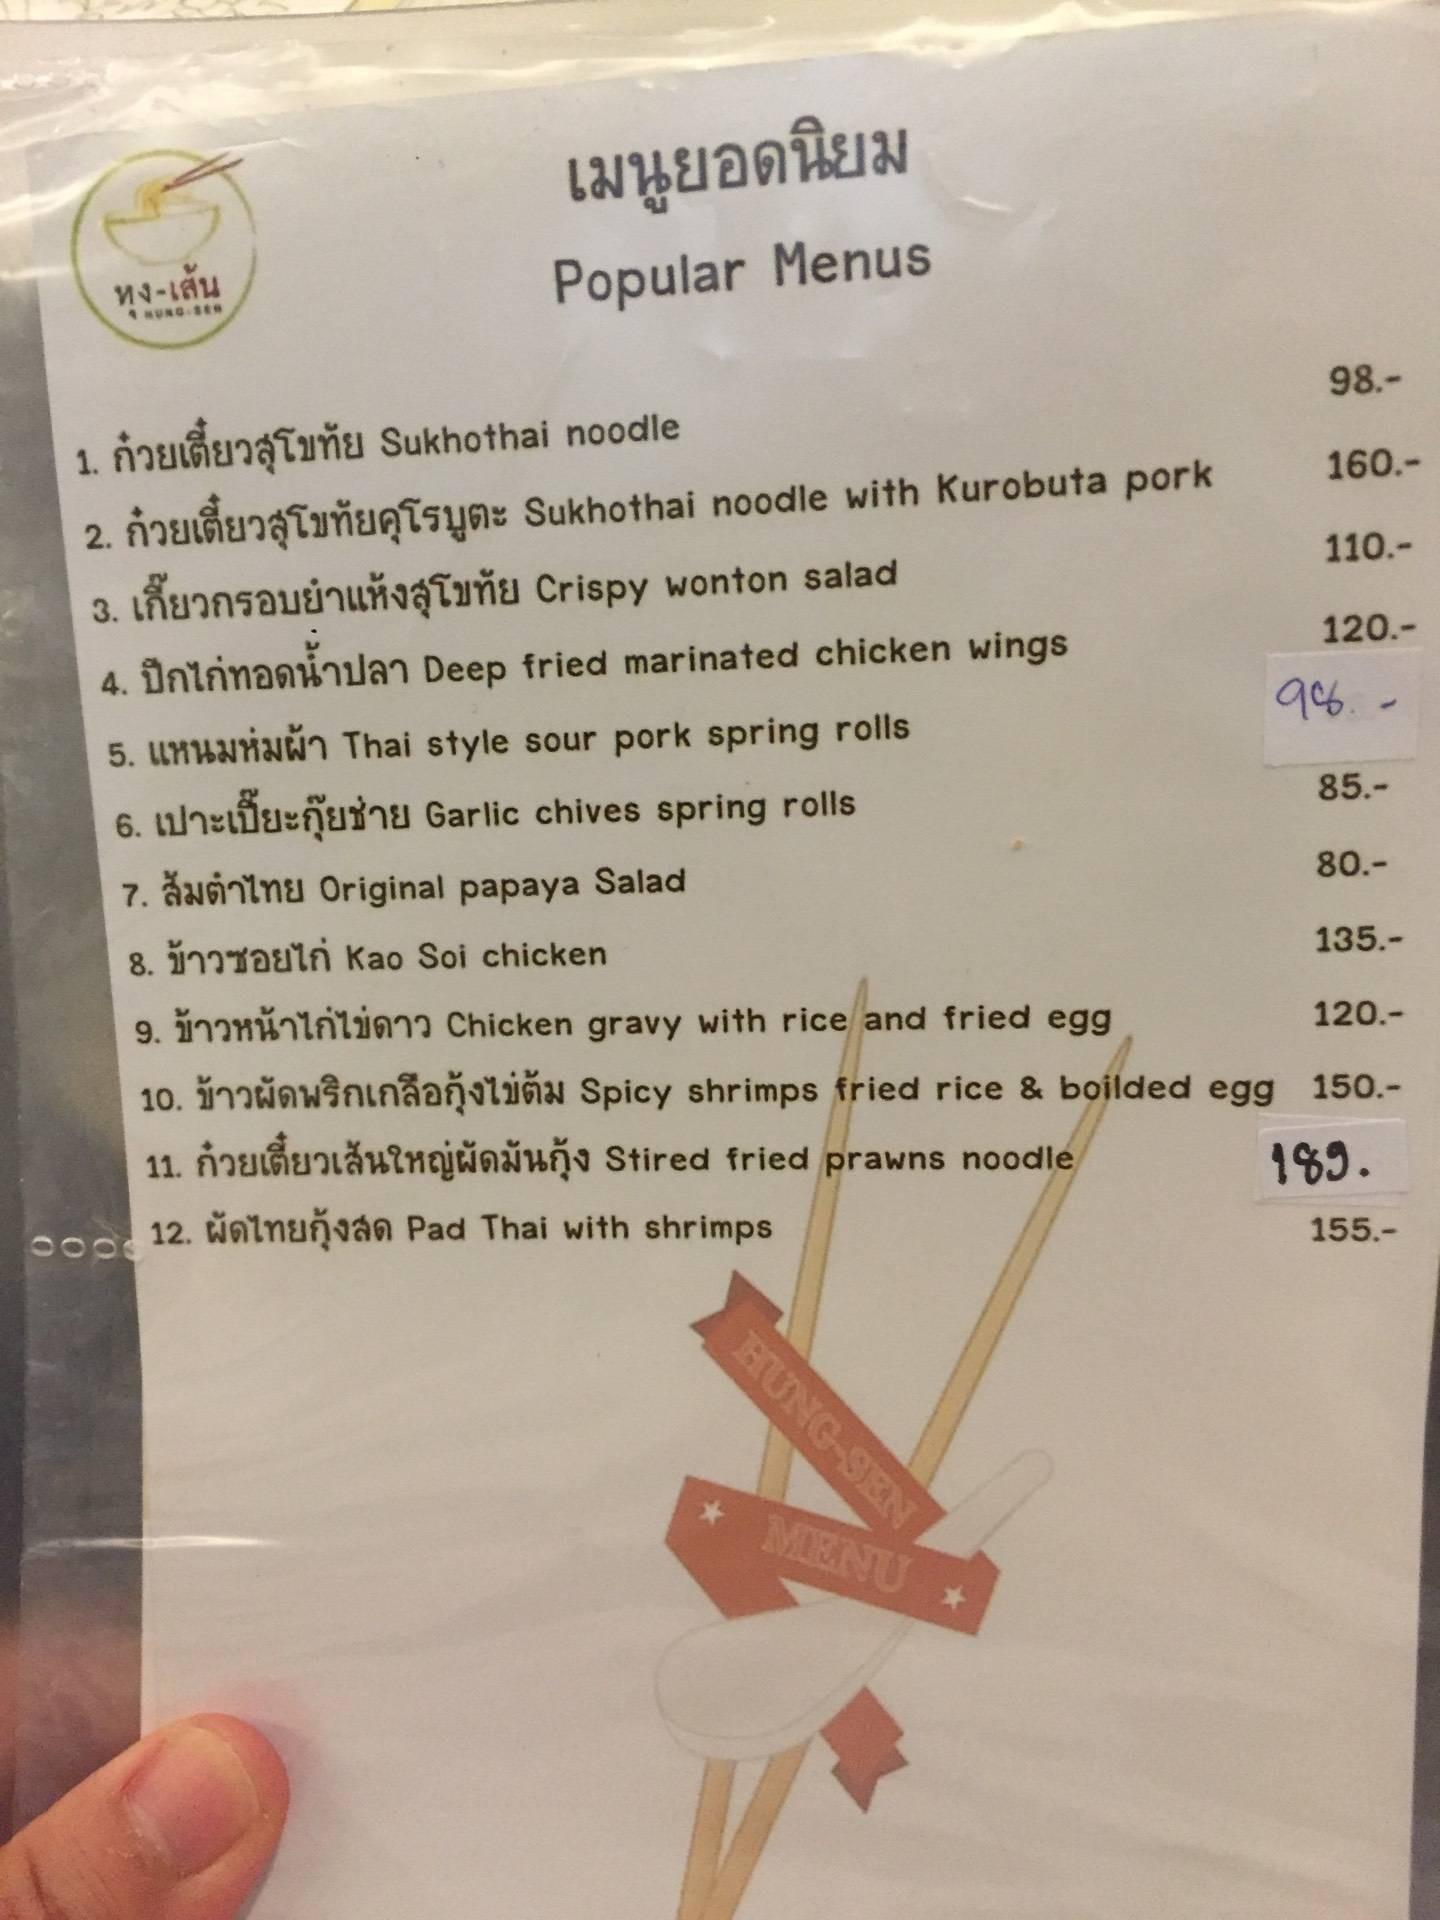 หุง-เส้น
HUNG-SEN
เมนูยอดนิยม
Popular Menus
1. ก๋วยเตี๋ยวสุโขทัย Sukhothai noodle 98.-
2. ก๋วยเตี๋ยวสุโขทัยคุโรบูตะ Sukhothai noodle with Kurobuta pork 160.-
3. เกี๊ยวกรอบยำแห้งสุโขทัย Crispy wonton salad 110.-
4. ปีกไก่ทอดน้ำปลา Deep fried marinated chicken wings 120.-
5. แหนมห่มผ้า Thai style sour pork spring rolls 98.-
6. เปาะเปี๊ยะกุ๊ยช่าย Garlic chives spring rolls 85.-
7. ส้มตำไทย Original papaya Salad 80.-
8. ข้าวซอยไก่ Kao Soi chicken 135.-
9. ข้าวหน้าไก่ไข่ดาว Chicken gravy with rice and fried egg 120.-
10. ข้าวผัดพริกเกลือกุ้งไข่ต้ม Spicy shrimps fried rice & boilded egg 150.-
11. ก๋วยเตี๋ยวเส้นใหญ่ผัดมันกุ้ง Stired fried prawns noodle 189.
12. ผัดไทยกุ้งสด Pad Thai with shrimps 155.-
HUNG-SEN
MENU